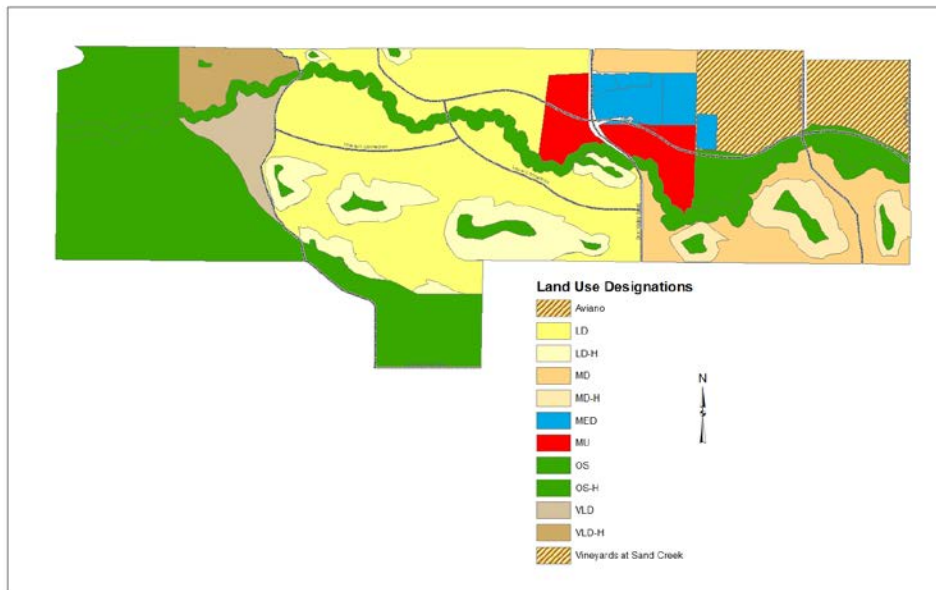 Land Use Designations
Aviano
LD
LD-H
MD
MD-H
MED
MU
OS
OS-H
VLD
VLD-H
Vineyards at Sand Creek
N